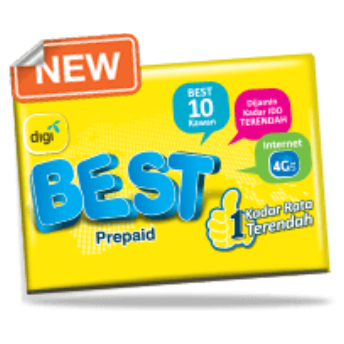 NEW
digi
BEST
10
Kawan
Dijamin
Kadar IDD
TERENDAH
Internet
4G
BEST
Prepaid
1 Kadar Rata
Terendah